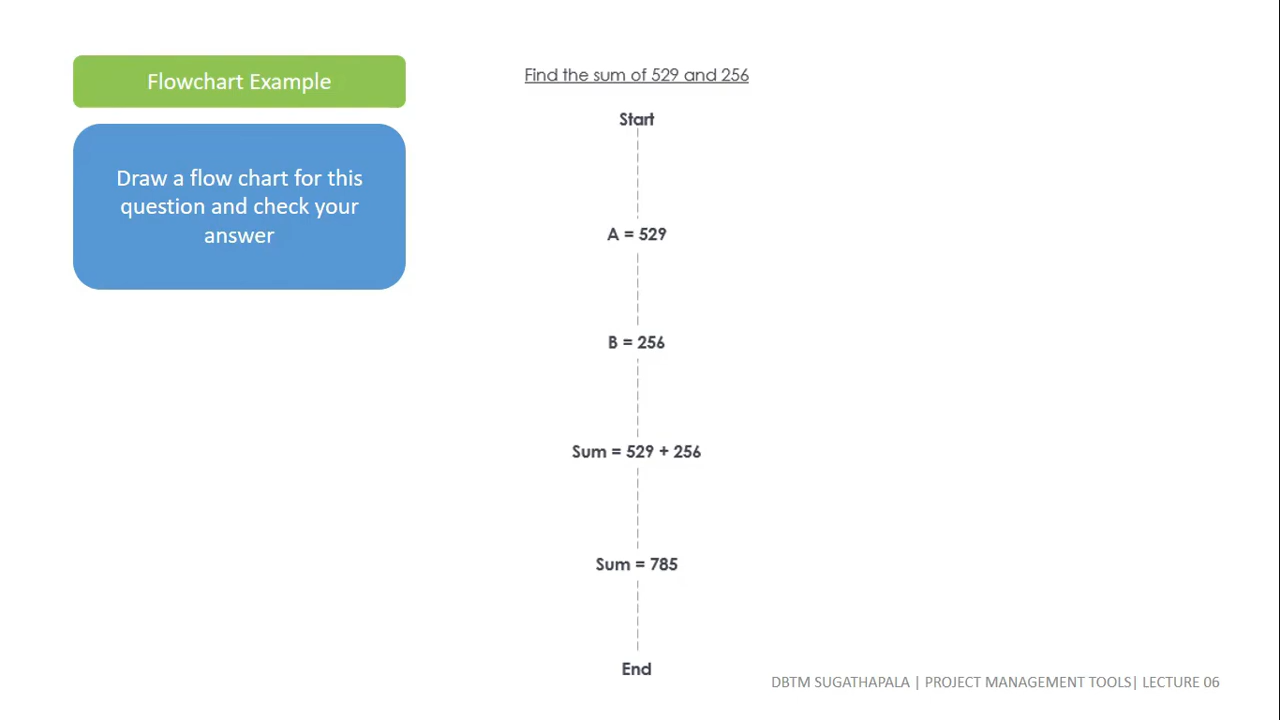 Flowchart Example
Draw a flow chart for this
question and check your
answer
Find the sum of 529 and 256
Start
A = 529
B = 256
Sum = 529 + 256
Sum = 785
End
DBTM SUGATHAPALA | PROJECT MANAGEMENT TOOLS| LECTURE 06